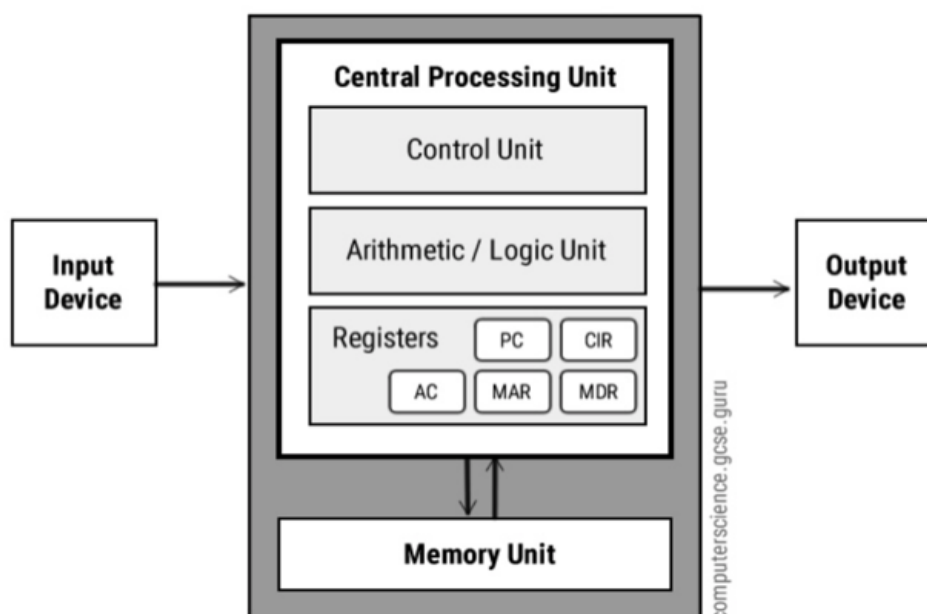 Central Processing Unit
Control Unit
Arithmetic / Logic Unit
Input
Device
Output
Device
Registers
PC
CIR
AC
MAR
MDR
Memory Unit
computerscience.gcse.guru